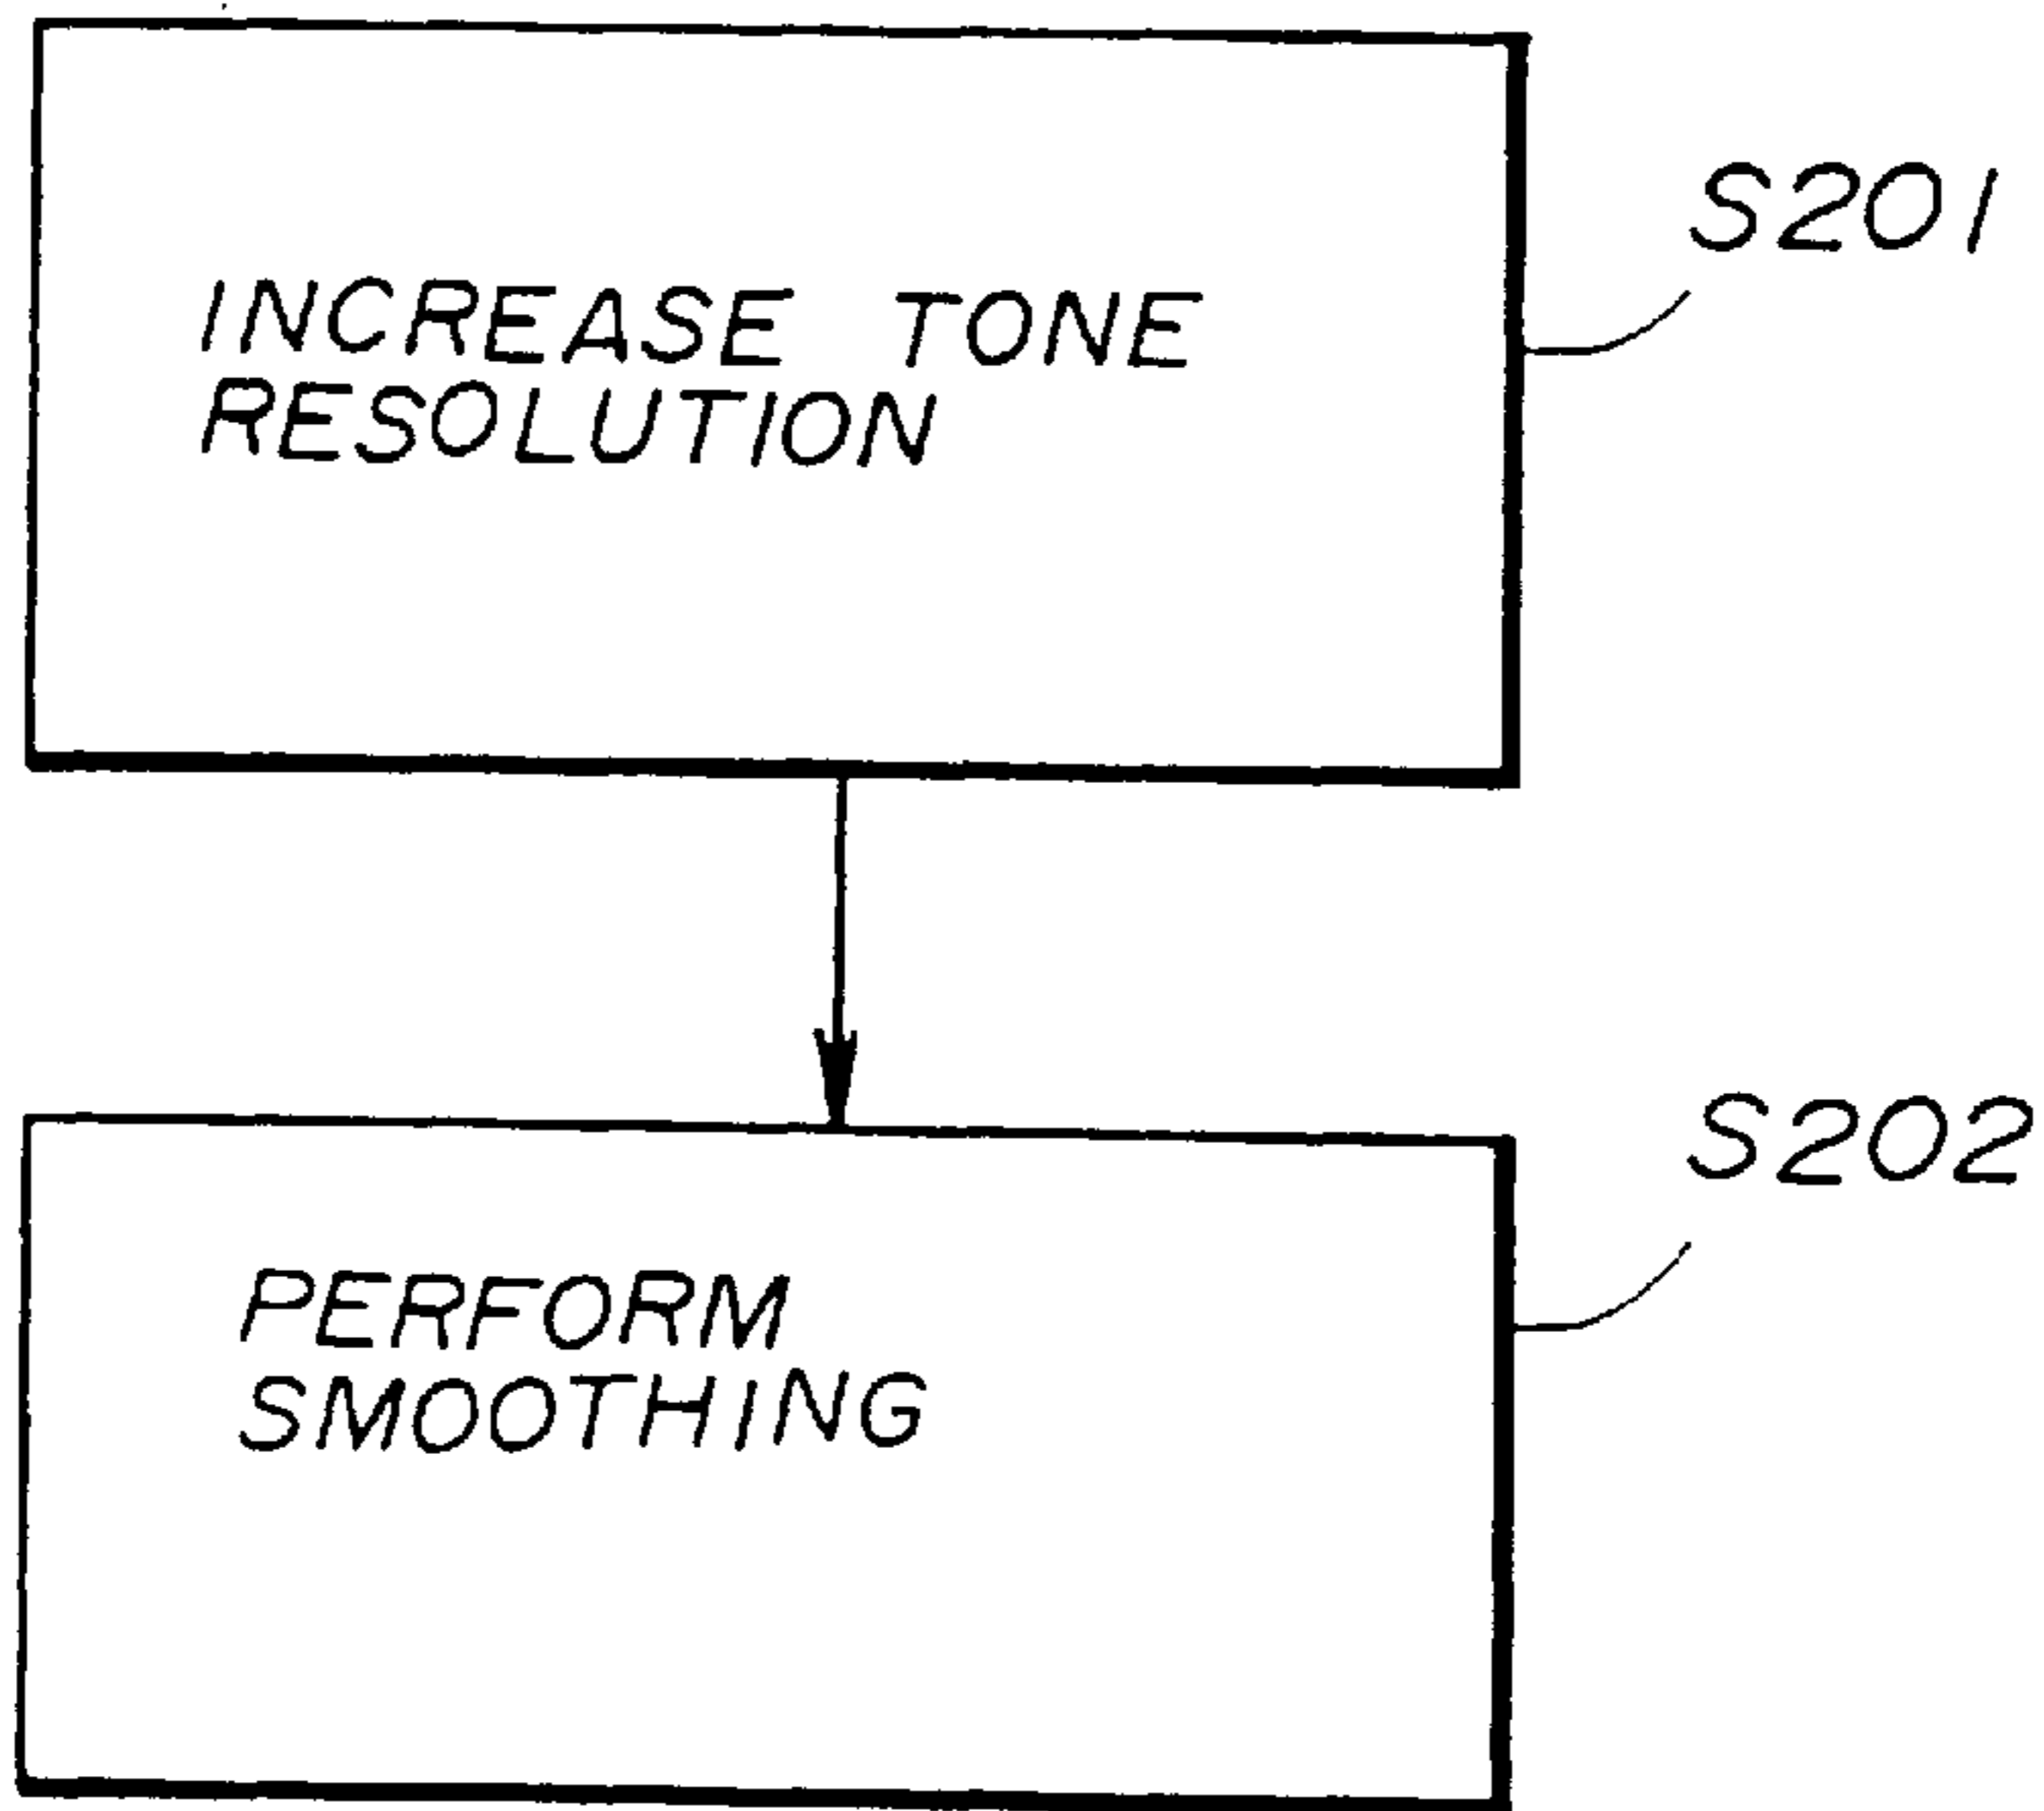 INCREASE TONE
RESOLUTION
S201
PERFORM
SMOOTHING
S202